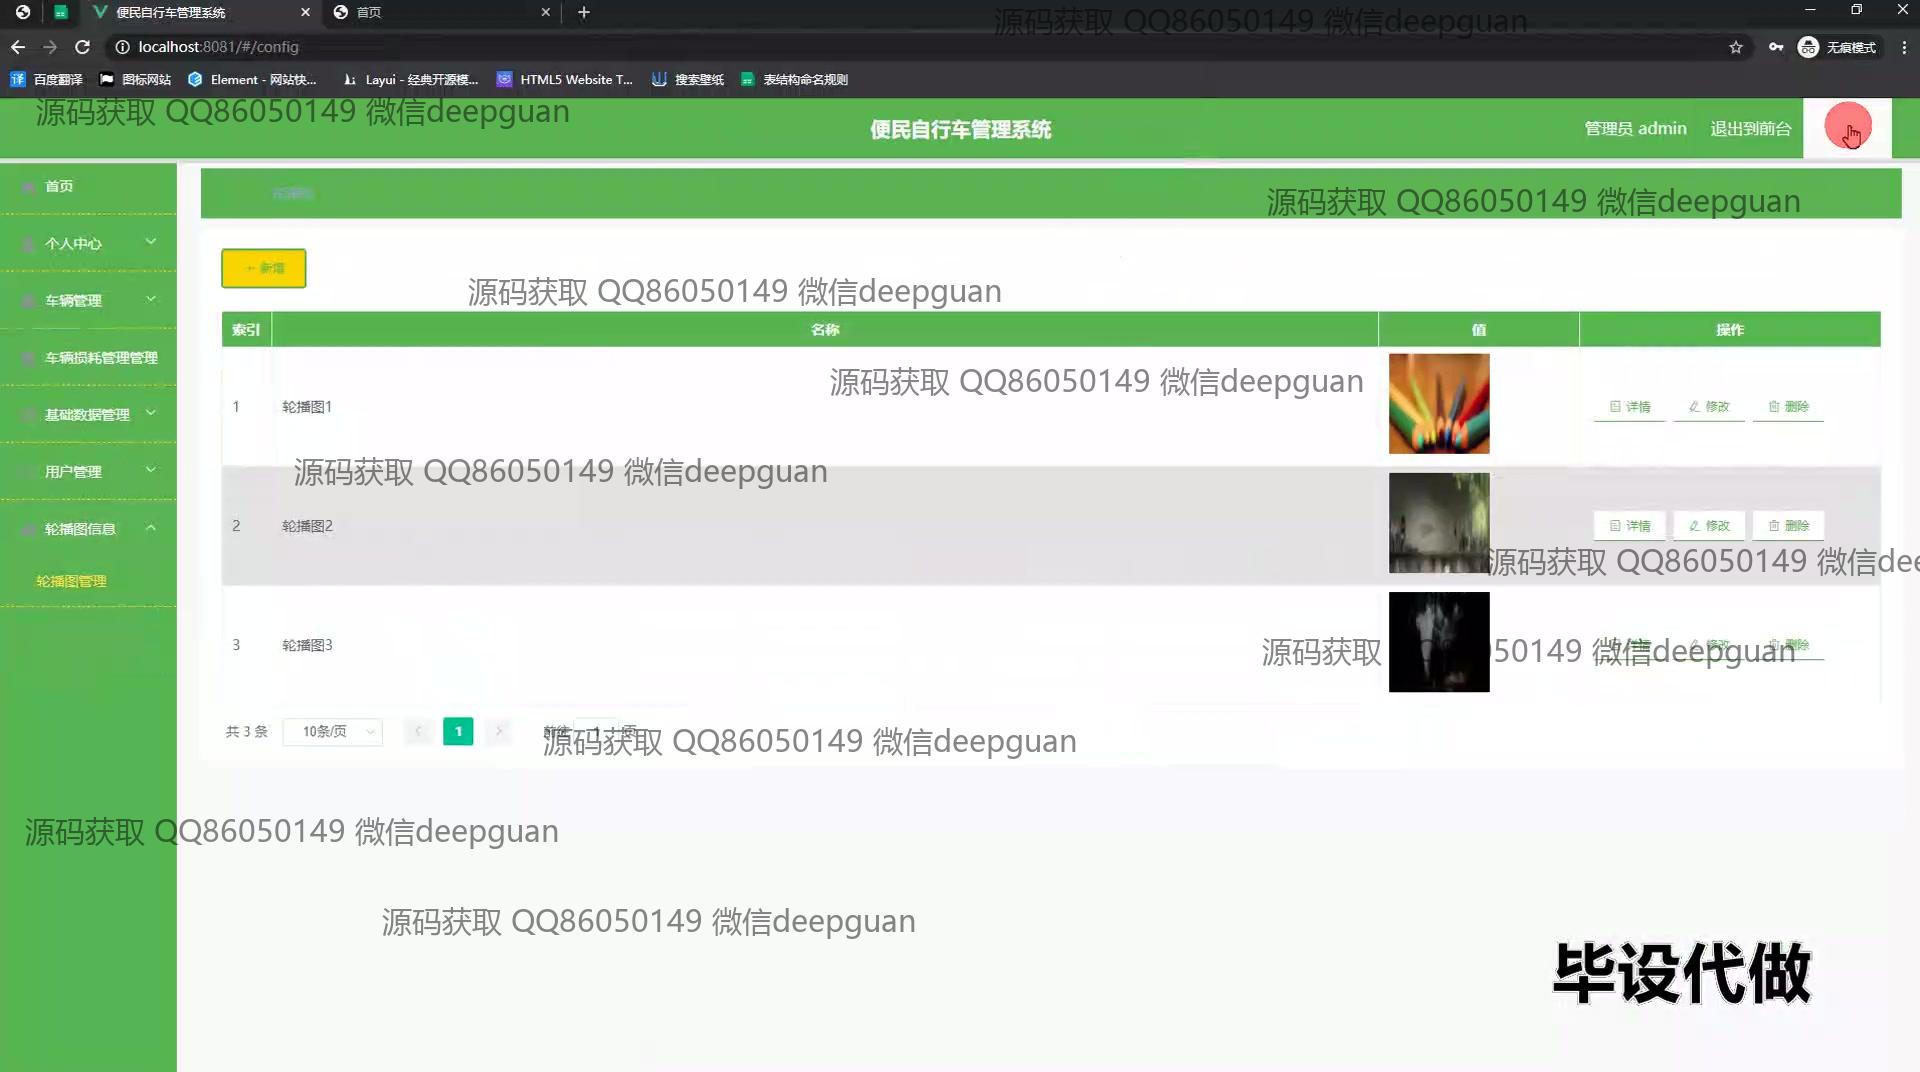 便民自行车管理系统
首页
localhost:8081/#/config
无痕模式
百度翻译
图标网站
Element - 网站快...
Layui - 经典开源模...
HTML5 Website T...
搜索壁纸
表结构命名规则
源码获取 QQ86050149 微信deepguan
源码获取 QQ86050149 微信deepguan
便民自行车管理系统
管理员 admin
退出到前台
源码获取 QQ86050149 微信deepguan
首页
个人中心
车辆管理
车辆损耗管理管理
基础数据管理
用户管理
轮播图信息
轮播图管理
+ 新增
源码获取 QQ86050149 微信deepguan
索引 名称 值 操作
源码获取 QQ86050149 微信deepguan
1 轮播图1 详情 修改 删除
源码获取 QQ86050149 微信deepguan
2 轮播图2 详情 修改 删除
源码获取 QQ86050149 微信dee
3 轮播图3 详情 修改 删除
源码获取 50149 微信deepguan
共 3 条 10条/页 1 前往 1 页
源码获取 QQ86050149 微信deepguan
源码获取 QQ86050149 微信deepguan
源码获取 QQ86050149 微信deepguan
毕设代做